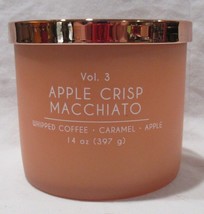 Vol. 3
APPLE CRISP
MACCHIATO
WHIPPED COFFEE • CARAMEL • APPLE
14 oz (397 g)